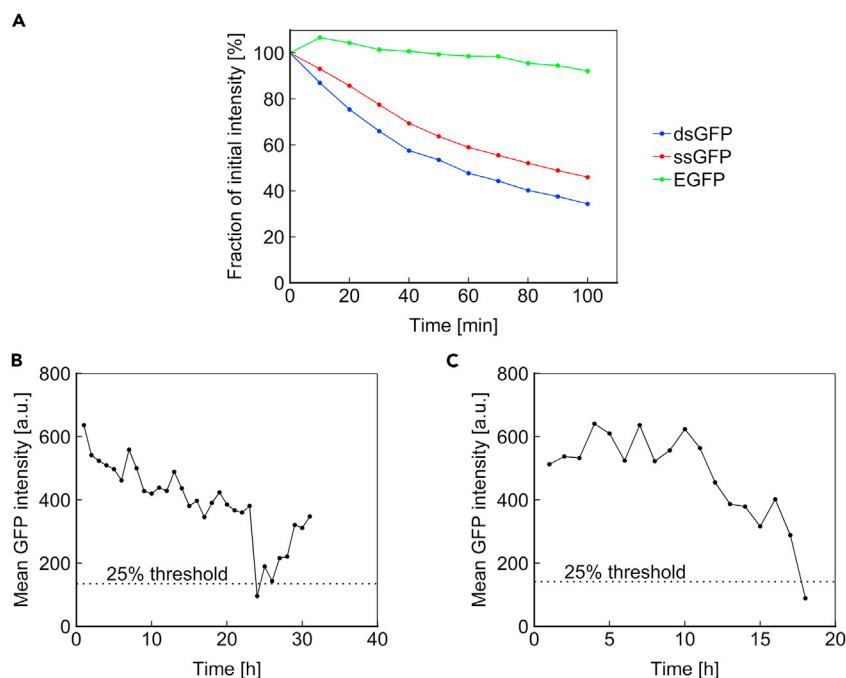 A
Fraction of initial intensity [%]
100
80
60
40
20
0
0 20 40 60 80 100
Time [min]
dsGFP
ssGFP
EGFP
B
Mean GFP intensity [a.u.]
800
600
400
200
0
25% threshold
0 10 20 30 40
Time [h]
C
Mean GFP intensity [a.u.]
800
600
400
200
0
25% threshold
0 5 10 15 20
Time [h]